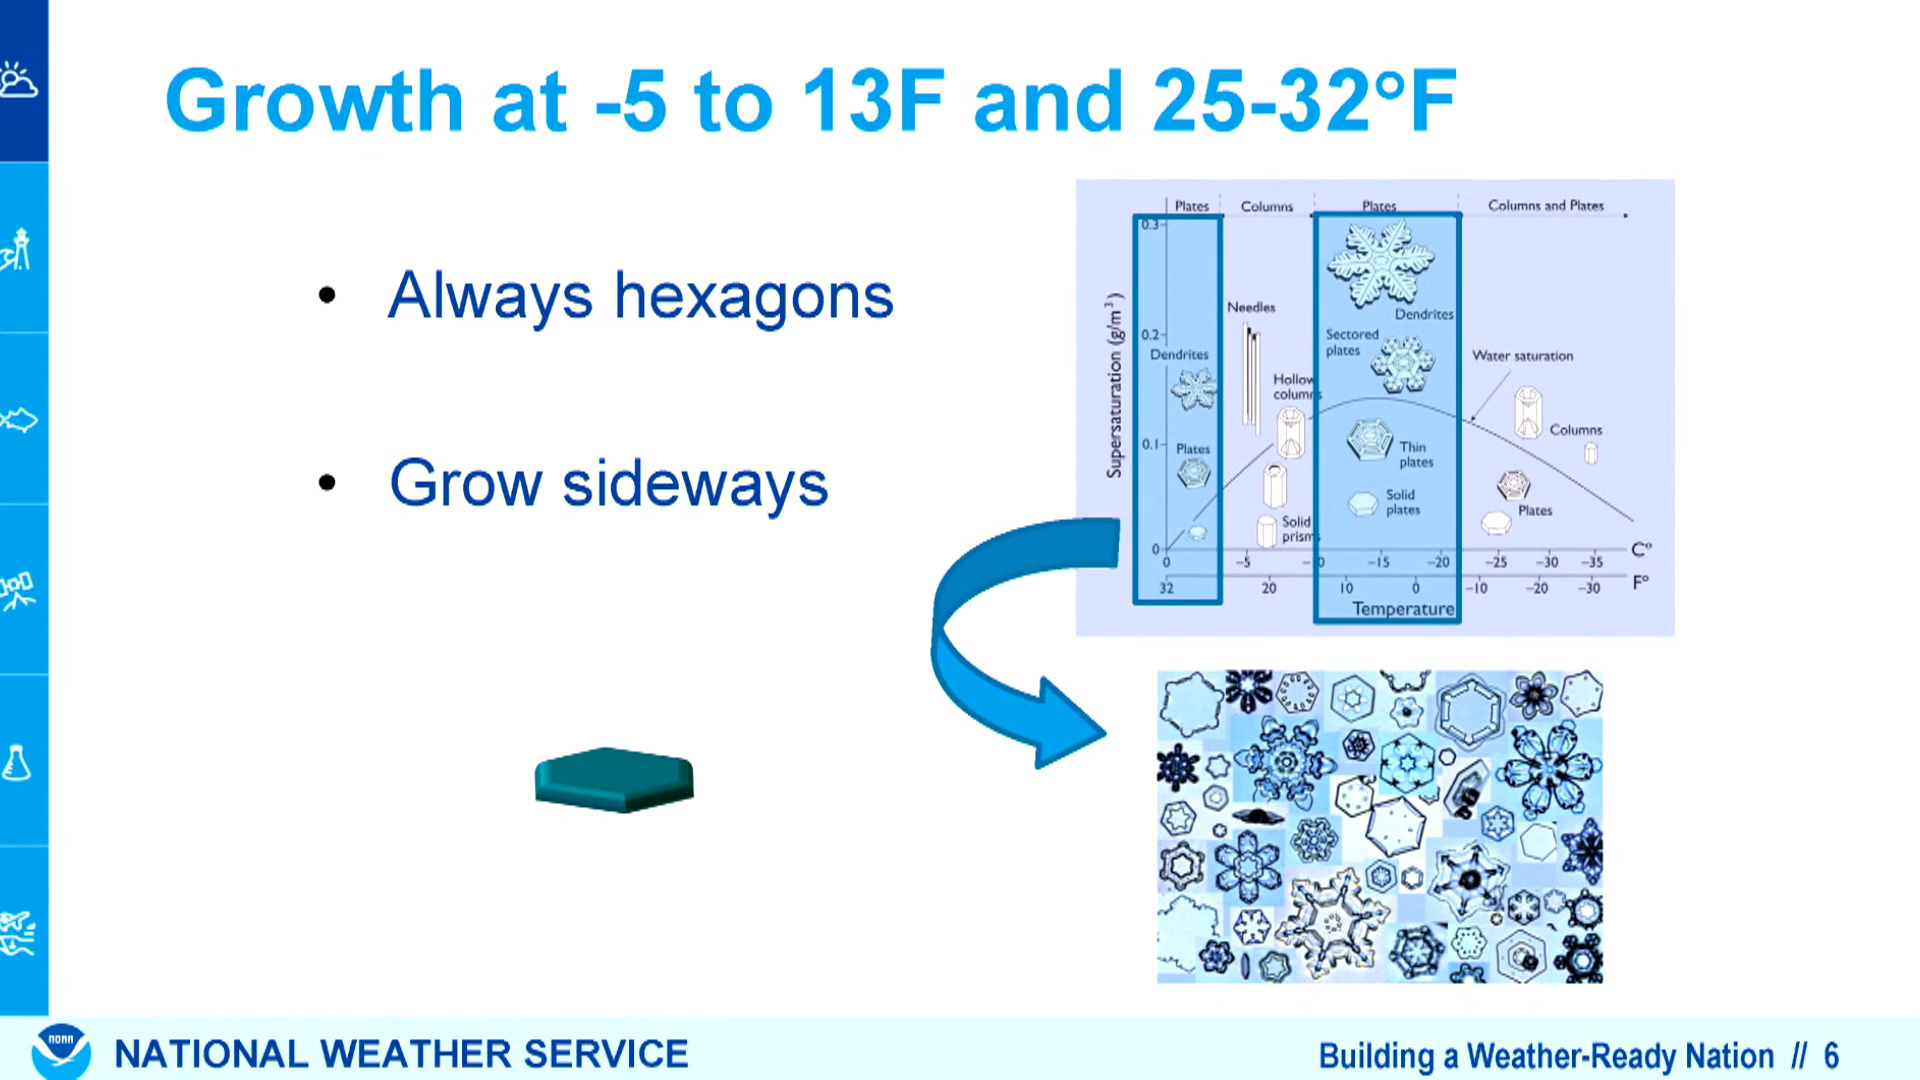 Growth at -5 to 13F and 25-32°F
• Always hexagons
• Grow sideways
Plates
Columns
Plates
Columns and Plates
Supersaturation (g/m³)
0.3
0.2
0.1
0
Dendrites
Plates
Needles
Hollow
columns
Solid
prism
Dendrites
Sectored
plates
Thin
plates
Solid
plates
Water saturation
Columns
Plates
0 -5 -15 -20 -25 -30 -35 C°
32 20 10 0 -10 -20 -30 F°
Temperature
NOAA
NATIONAL WEATHER SERVICE
Building a Weather-Ready Nation // 6